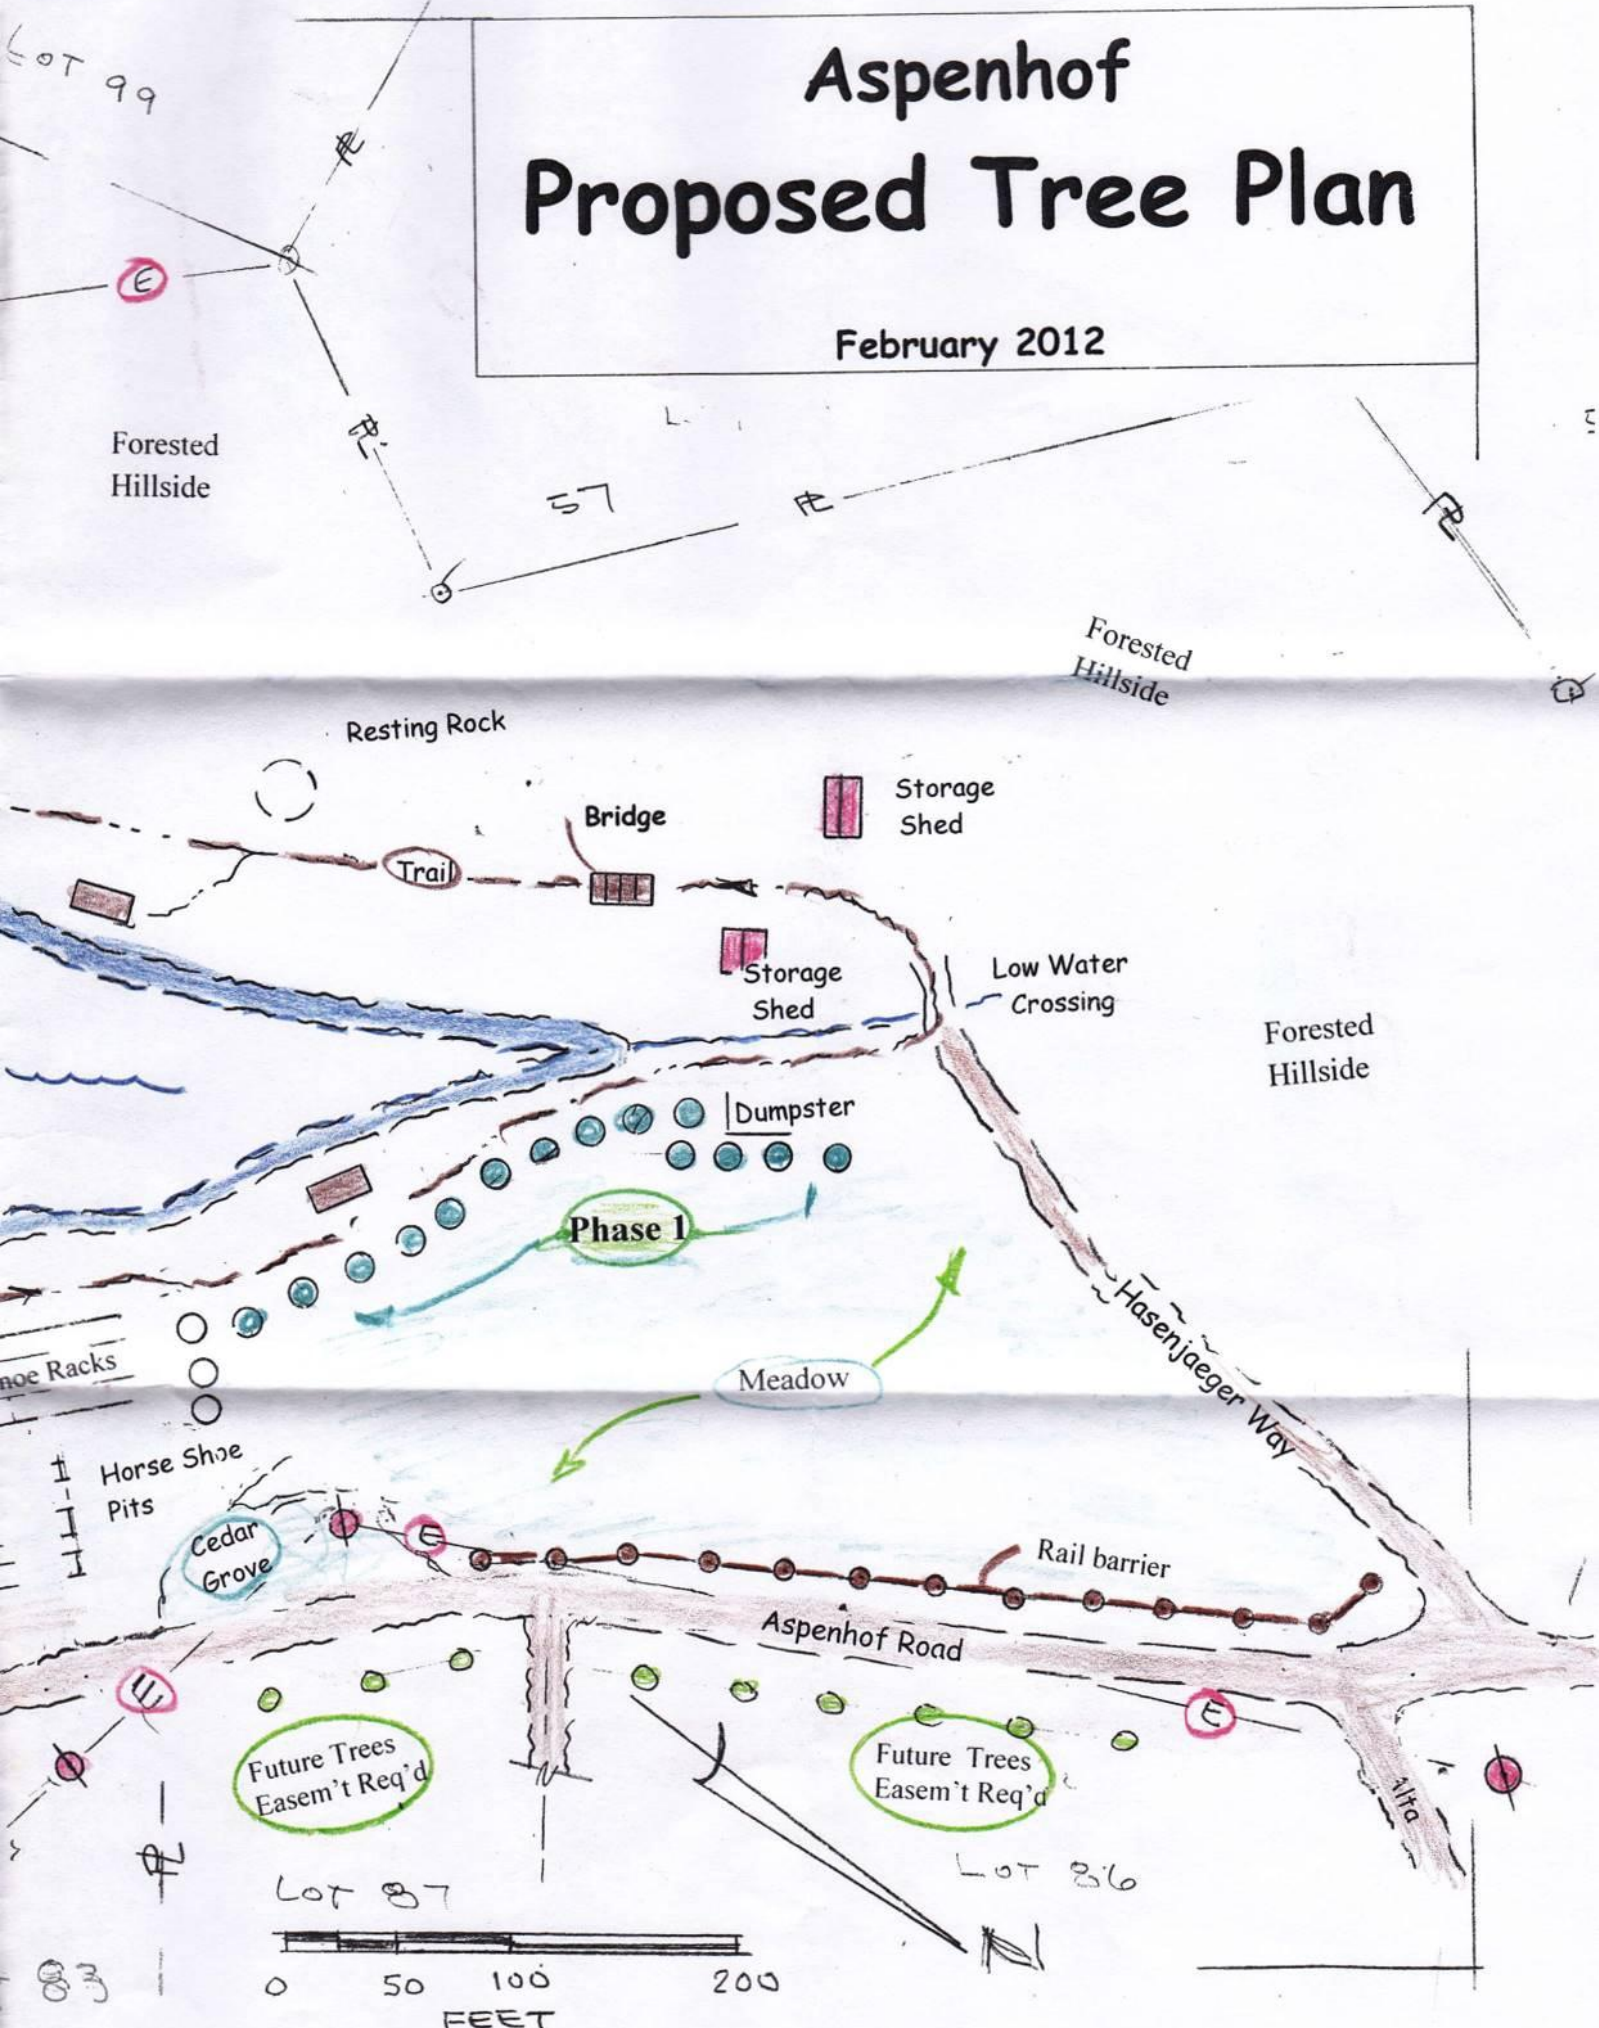 Aspenhof
Proposed Tree Plan
February 2012
LOT 99
E
Forested
Hillside
57
Forested
Hillside
Resting Rock
Bridge
Storage
Shed
Trail
Storage
Shed
Low Water
Crossing
Forested
Hillside
Dumpster
Phase 1
Hasenjaeger Way
noe Racks
Meadow
Horse Shoe
Pits
Cedar
Grove
E
Rail barrier
Aspenhof Road
E
E
Future Trees
Easem't Req'd
Future Trees
Easem't Req'd
Alta
LOT 87
LOT 86
N
83
0 50 100 200
FEET